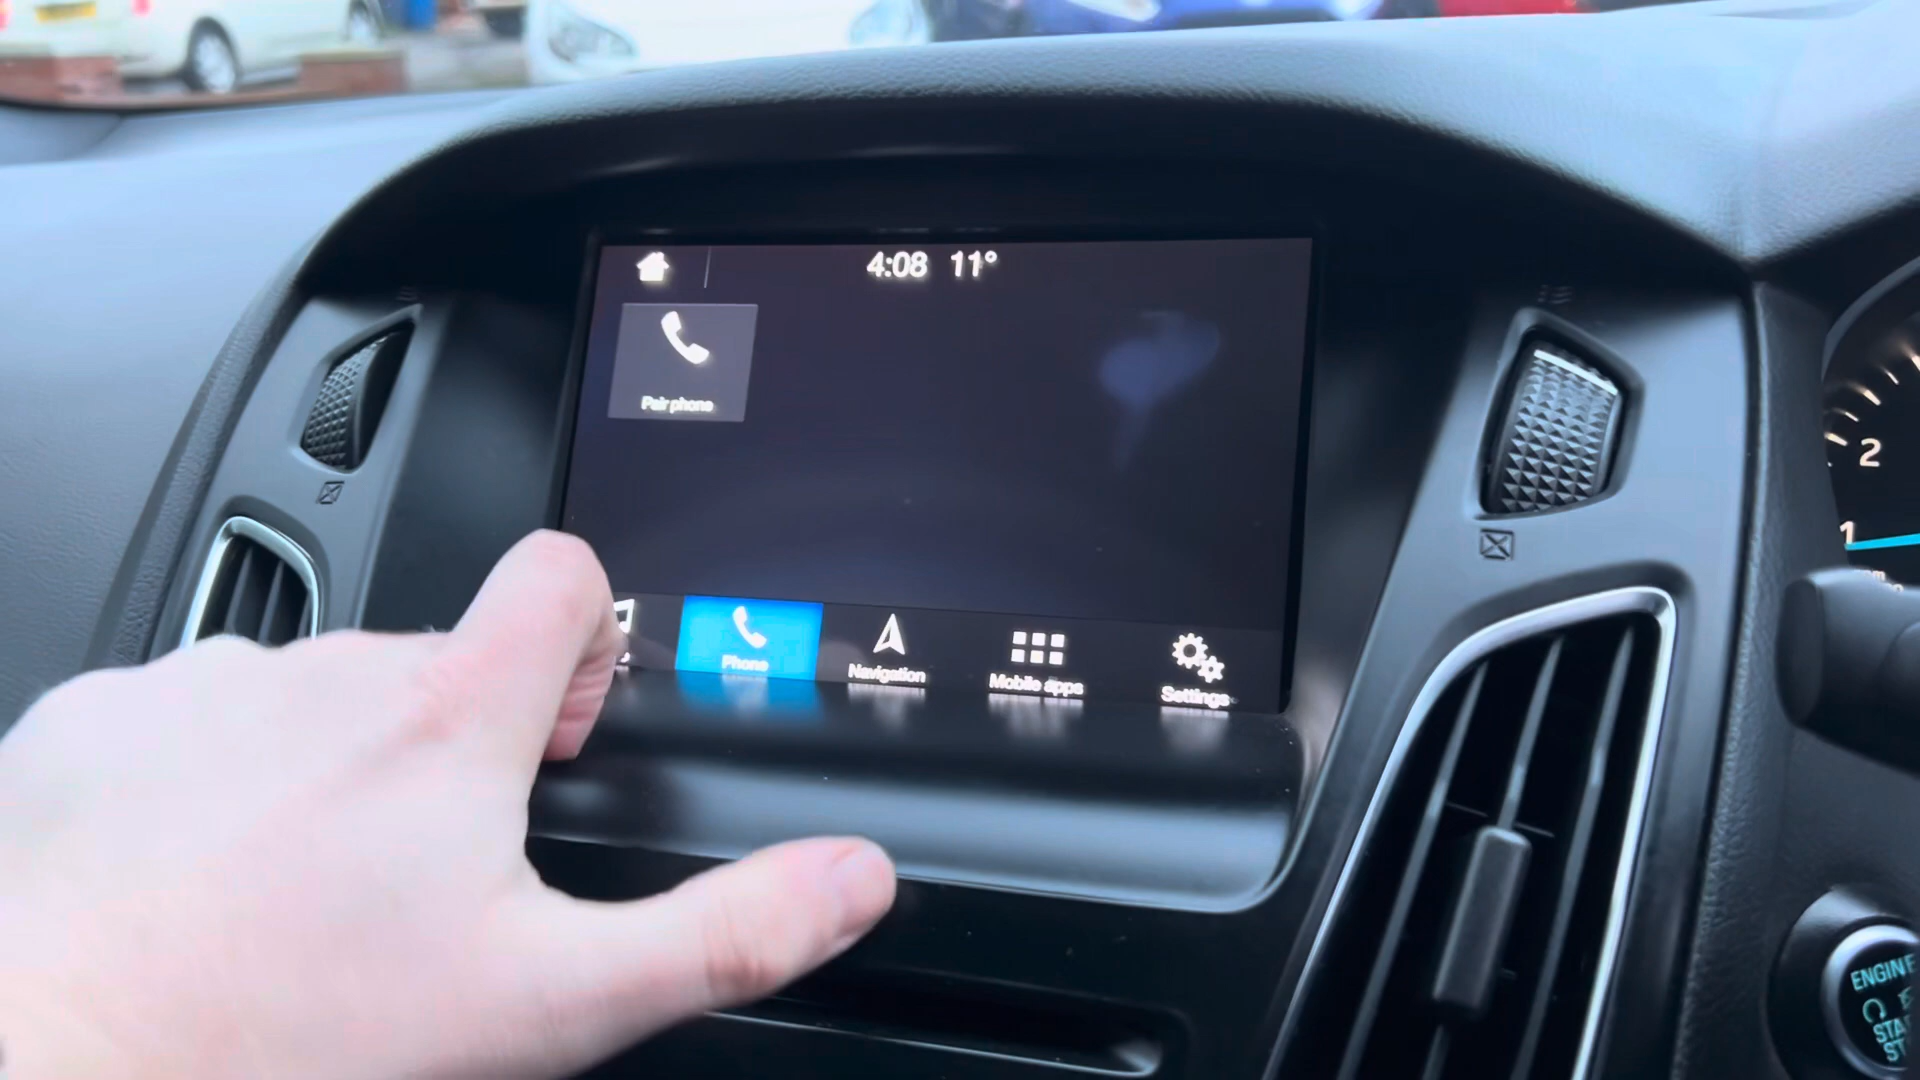 4:08 11°
Pair phone
Phone
Navigation
Mobile apps
Settings
2
1
ENGINE